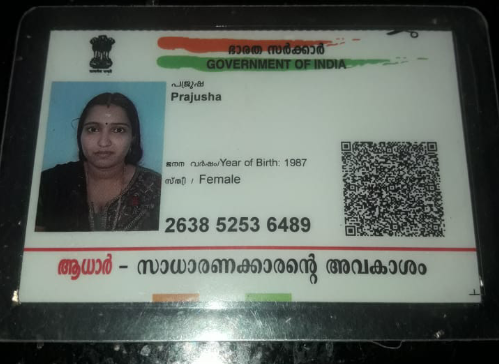 ഭാരത സർക്കാർ
GOVERNMENT OF INDIA
പ്രജുഷ
Prajusha
ജനന വർഷം/Year of Birth: 1987
സ്ത്രീ / Female
2638 5253 6489
ആധാർ - സാധാരണക്കാരന്റെ അവകാശം